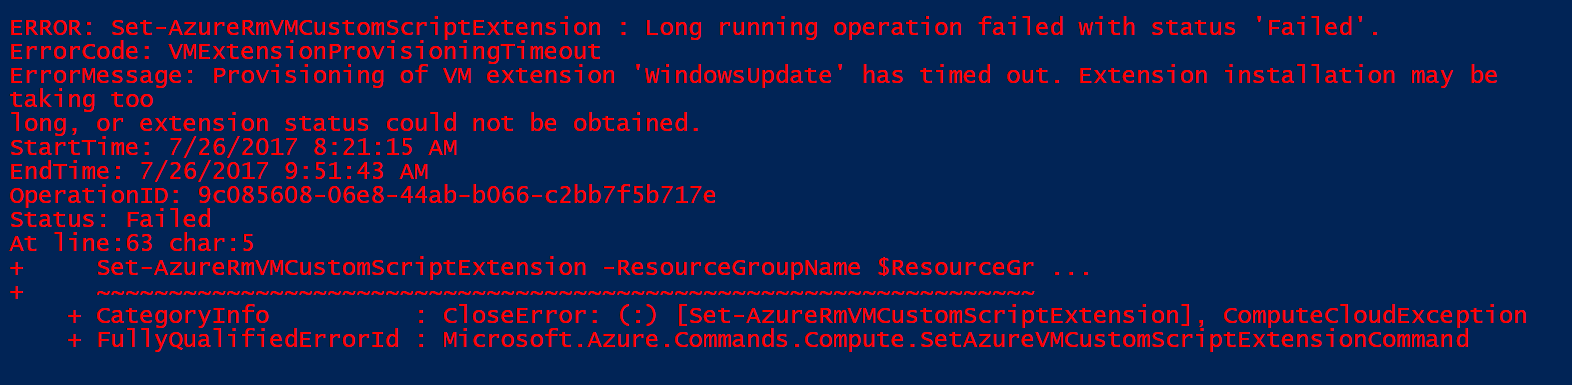 ERROR: Set-AzureRmVMCustomScriptExtension : Long running operation failed with status 'Failed'.
ErrorCode: VMExtensionProvisioningTimeout
ErrorMessage: Provisioning of VM extension 'WindowsUpdate' has timed out. Extension installation may be
taking too
long, or extension status could not be obtained.
StartTime: 7/26/2017 8:21:15 AM
EndTime: 7/26/2017 9:51:43 AM
OperationID: 9c085608-06e8-44ab-b066-c2bb7f5b717e
Status: Failed
At line:63 char:5
+     Set-AzureRmVMCustomScriptExtension -ResourceGroupName $ResourceGr ...
+     ~~~~~~~~~~~~~~~~~~~~~~~~~~~~~~~~~~~~~~~~~~~~~~~~~~~~~~~~~~~~~~~~~
    + CategoryInfo          : CloseError: (:) [Set-AzureRmVMCustomScriptExtension], ComputeCloudException
    + FullyQualifiedErrorId : Microsoft.Azure.Commands.Compute.SetAzureVMCustomScriptExtensionCommand